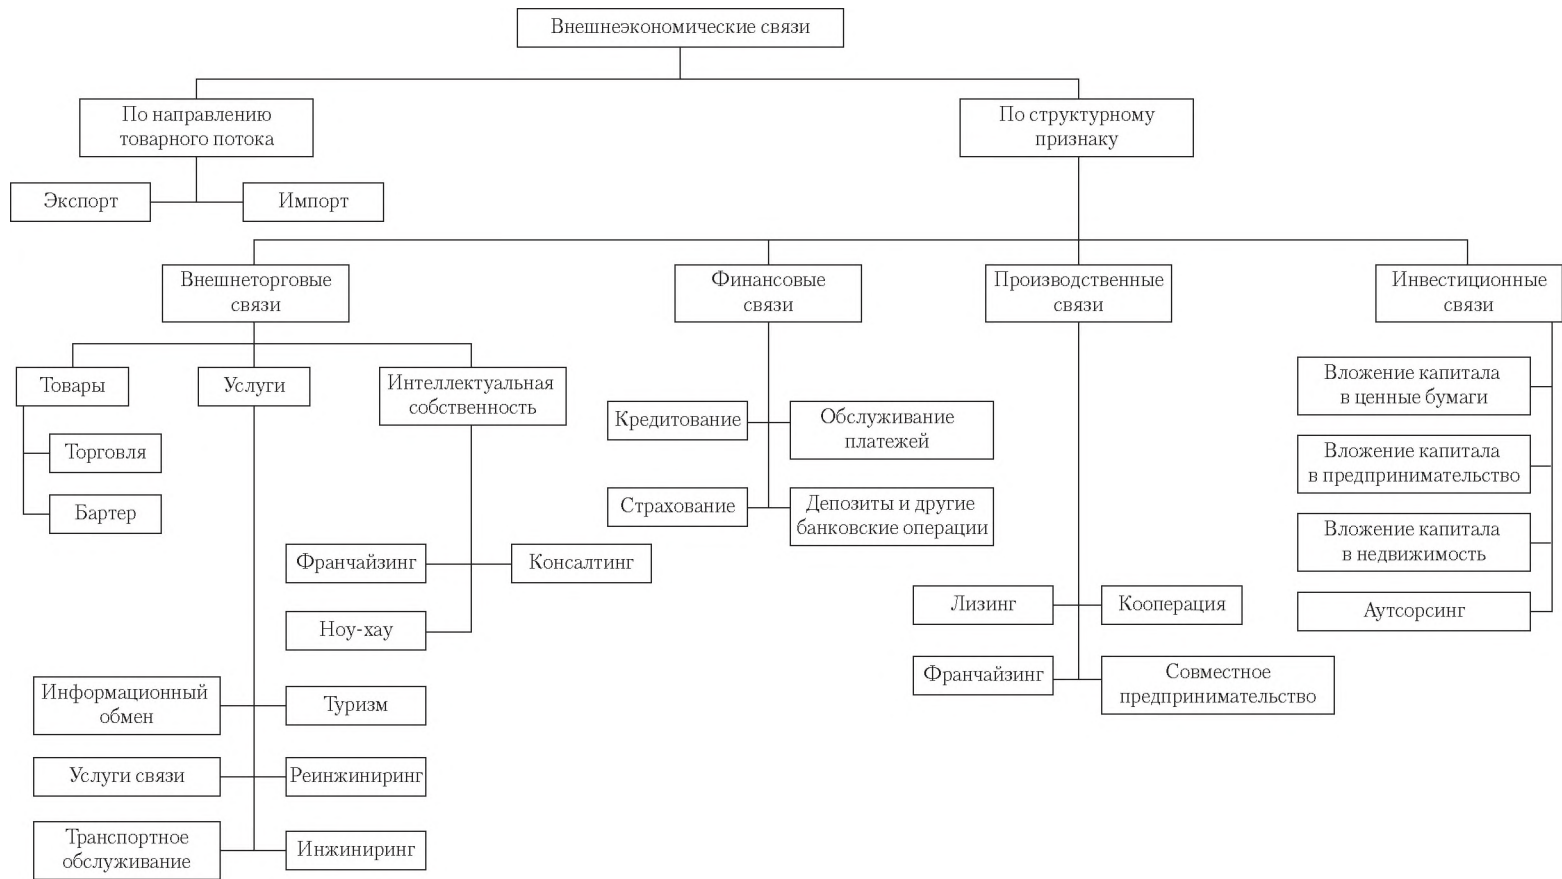 Внешнеэкономические связи
По направлению
товарного потока
По структурному
признаку
Экспорт
Импорт
Внешнеторговые
связи
Финансовые
связи
Производственные
связи
Инвестиционные
связи
Товары
Услуги
Интеллектуальная
собственность
Торговля
Бартер
Франчайзинг
Консалтинг
Ноу-хау
Информационный
обмен
Туризм
Услуги связи
Реинжиниринг
Транспортное
обслуживание
Инжиниринг
Кредитование
Обслуживание
платежей
Страхование
Депозиты и другие
банковские операции
Лизинг
Кооперация
Франчайзинг
Совместное
предпринимательство
Вложение капитала
в ценные бумаги
Вложение капитала
в предпринимательство
Вложение капитала
в недвижимость
Аутсорсинг